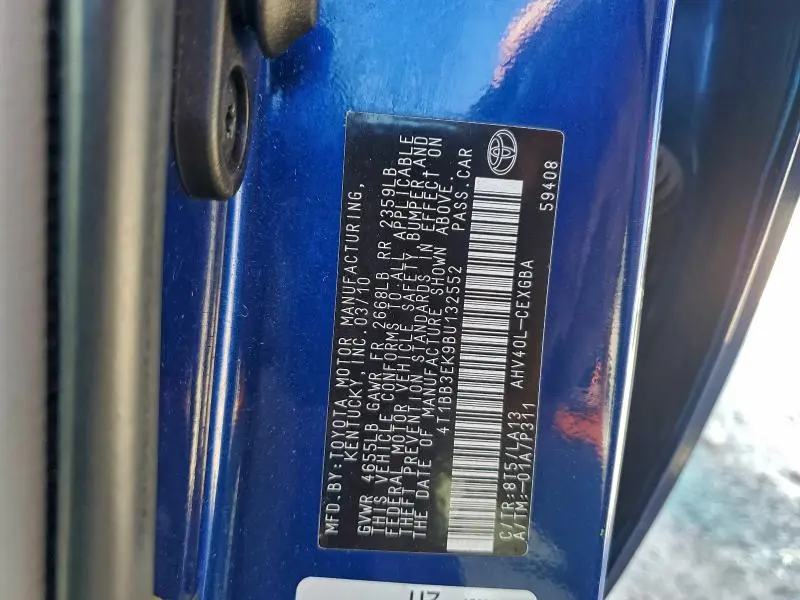 MFD.BY:TOYOTA MOTOR MANUFACTURING,
KENTUCKY, INC. 03/10
GVWR 4655LB GAWR FR 2668LB RR 2359LB
THIS VEHICLE CONFORMS TO ALL APPLICABLE
FEDERAL MOTOR VEHICLE SAFETY BUMPER,AND
THEFT PREVENTION STANDARDS IN EFFECT ON
THE DATE OF MANUFACTURE SHOWN ABOVE.
4T1BB3EK9BU132552 PASS.CAR
C/TR:8T5/LA13 AHV40L-CEXGBA
A/TM:-01A/P311 59408